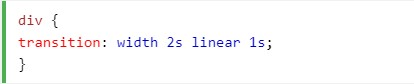 div {
transition: width 2s linear 1s;
}